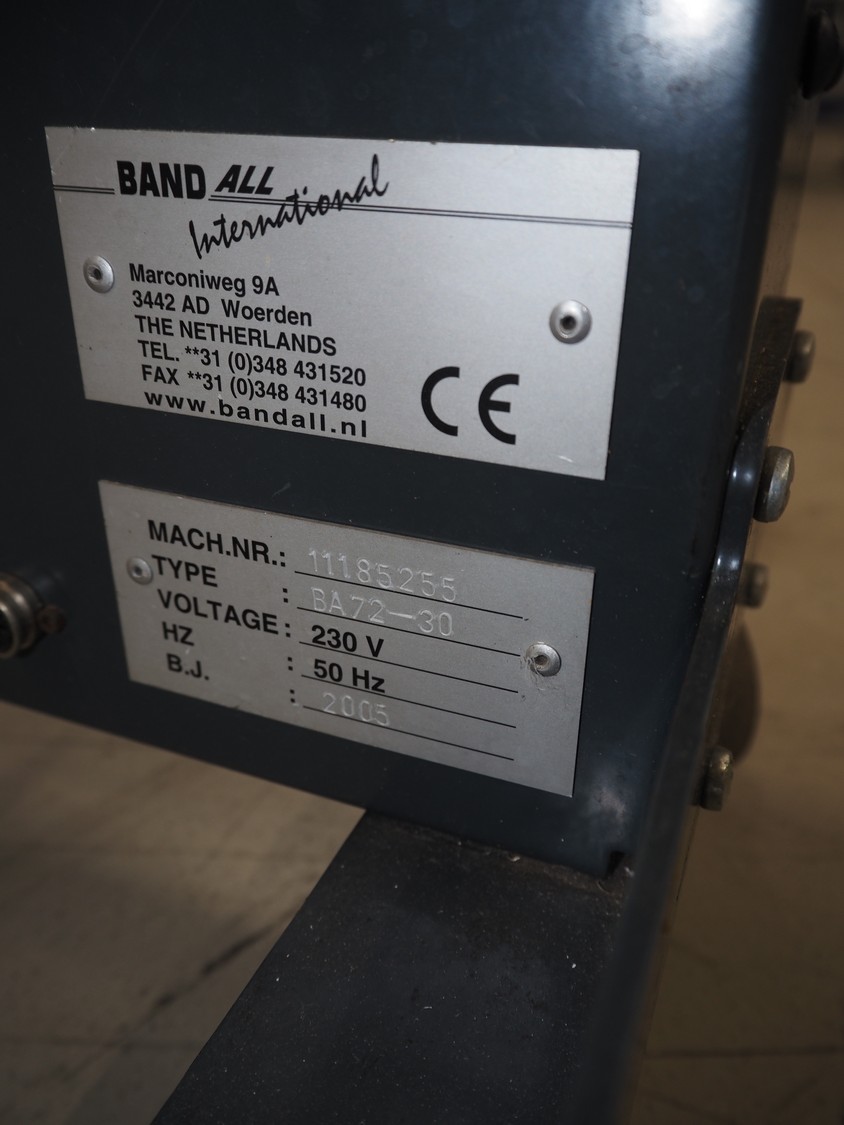 BAND ALL
International
Marconiweg 9A
3442 AD Woerden
THE NETHERLANDS
TEL. **31 (0)348 431520
FAX **31 (0)348 431480
www.bandall.nl
CE
MACH.NR.: 11185255
TYPE : BA72-30
VOLTAGE : 230 V
HZ : 50 Hz
B.J. : 2005